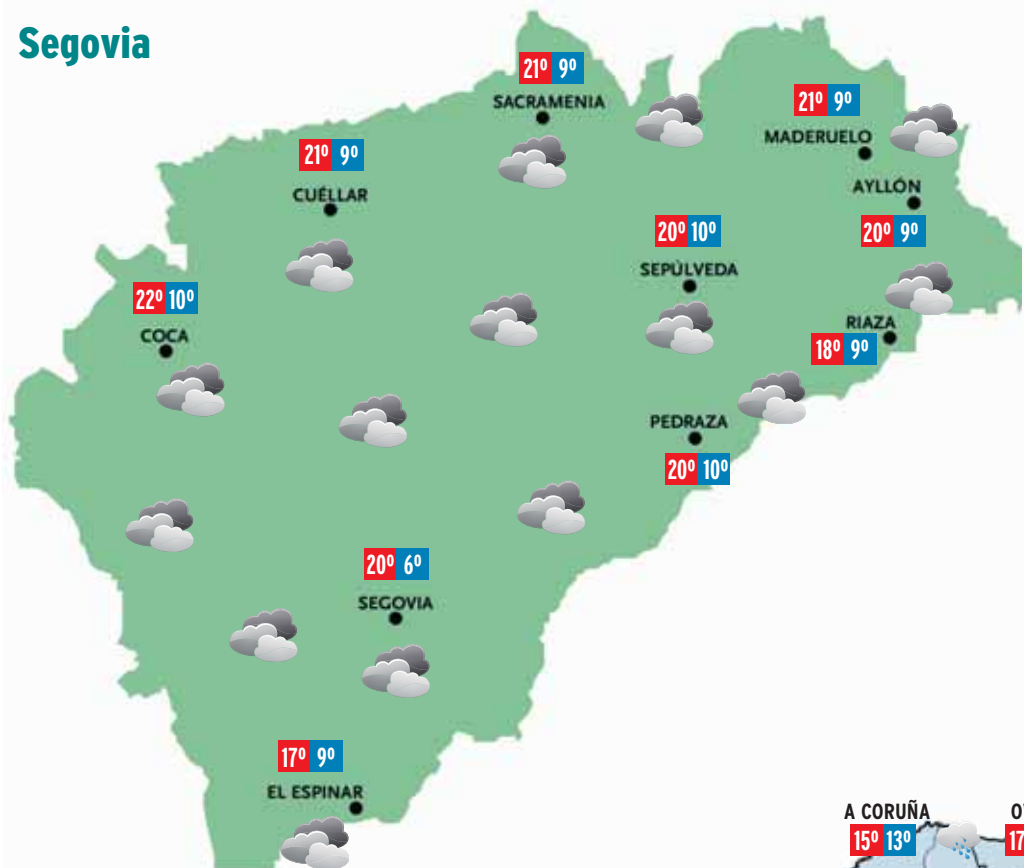 Segovia
21º 9º
SACRAMENIA
21º 9º
MADERUELO
21º 9º
CUÉLLAR
AYLLÓN
20º 9º
20º 10º
SEPÚLVEDA
22º 10º
COCA
RIAZA
18º 9º
PEDRAZA
20º 10º
20º 6º
SEGOVIA
17º 9º
EL ESPINAR
A CORUÑA
15º 13º
17